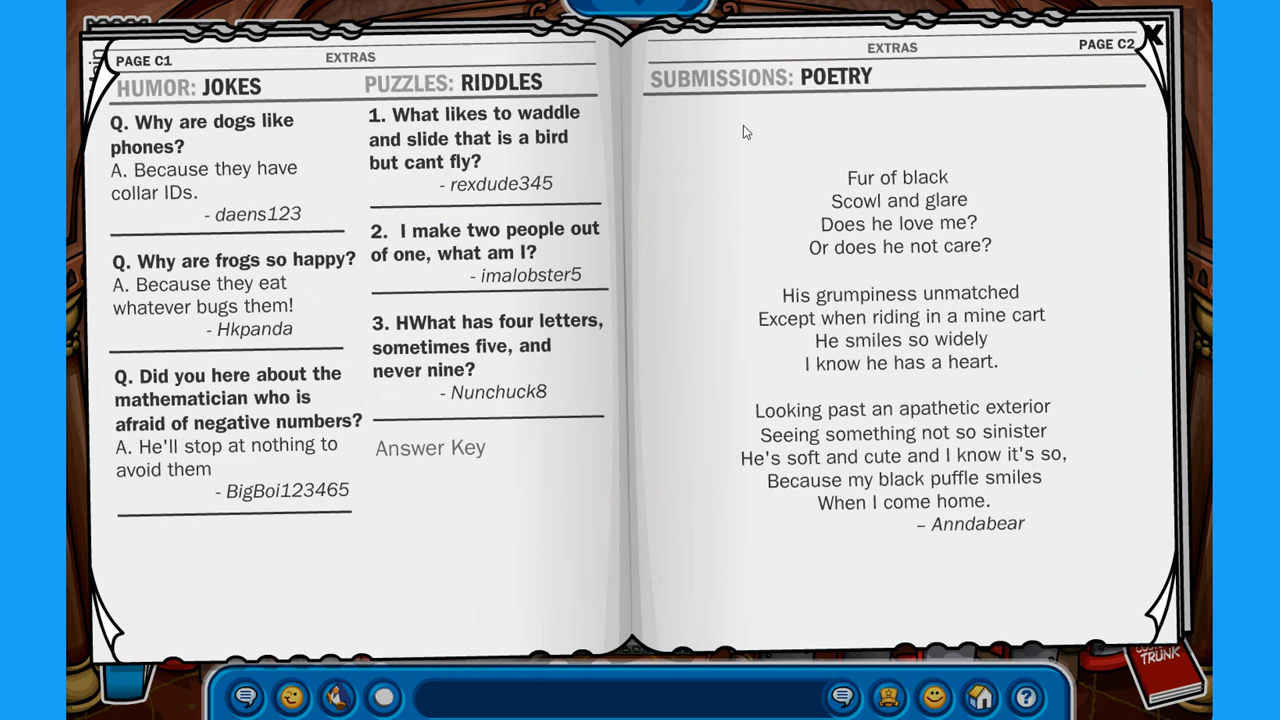 PAGE C1
EXTRAS
HUMOR: JOKES
Q. Why are dogs like
phones?
A. Because they have
collar IDs.
- daens123
Q. Why are frogs so happy?
A. Because they eat
whatever bugs them!
- Hkpanda
Q. Did you here about the
mathematician who is
afraid of negative numbers?
A. He'll stop at nothing to
avoid them
- BigBoi123465
PUZZLES: RIDDLES
1. What likes to waddle
and slide that is a bird
but cant fly?
- rexdude345
2. I make two people out
of one, what am I?
- imalobster5
3. HWhat has four letters,
sometimes five, and
never nine?
- Nunchuck8
Answer Key
EXTRAS
PAGE C2
SUBMISSIONS: POETRY
Fur of black
Scowl and glare
Does he love me?
Or does he not care?
His grumpiness unmatched
Except when riding in a mine cart
He smiles so widely
I know he has a heart.
Looking past an apathetic exterior
Seeing something not so sinister
He's soft and cute and I know it's so,
Because my black puffle smiles
When I come home.
– Anndabear
TRUNK